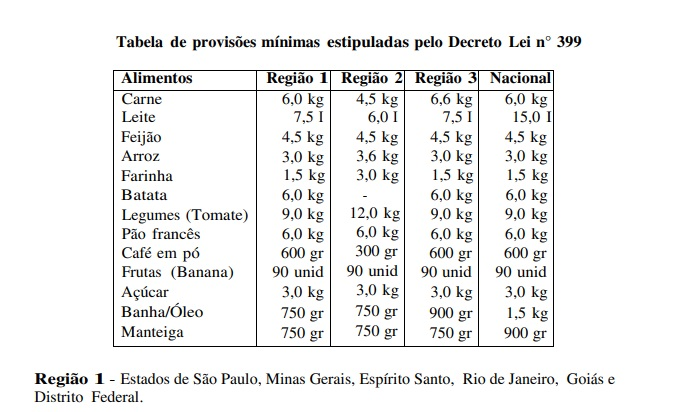 Tabela de provisões mínimas estipuladas pelo Decreto Lei n° 399
Alimentos Região 1 Região 2 Região 3 Nacional
Carne 6,0 kg 4,5 kg 6,6 kg 6,0 kg
Leite 7,5 l 6,0 l 7,5 l 15,0 l
Feijão 4,5 kg 4,5 kg 4,5 kg 4,5 kg
Arroz 3,0 kg 3,6 kg 3,0 kg 3,0 kg
Farinha 1,5 kg 3,0 kg 1,5 kg 1,5 kg
Batata 6,0 kg - 6,0 kg 6,0 kg
Legumes (Tomate) 9,0 kg 12,0 kg 9,0 kg 9,0 kg
Pão francês 6,0 kg 6,0 kg 6,0 kg 6,0 kg
Café em pó 600 gr 300 gr 600 gr 600 gr
Frutas (Banana) 90 unid 90 unid 90 unid 90 unid
Açúcar 3,0 kg 3,0 kg 3,0 kg 3,0 kg
Banha/Óleo 750 gr 750 gr 900 gr 1,5 kg
Manteiga 750 gr 750 gr 750 gr 900 gr
Região 1 - Estados de São Paulo, Minas Gerais, Espírito Santo, Rio de Janeiro, Goiás e
Distrito Federal.